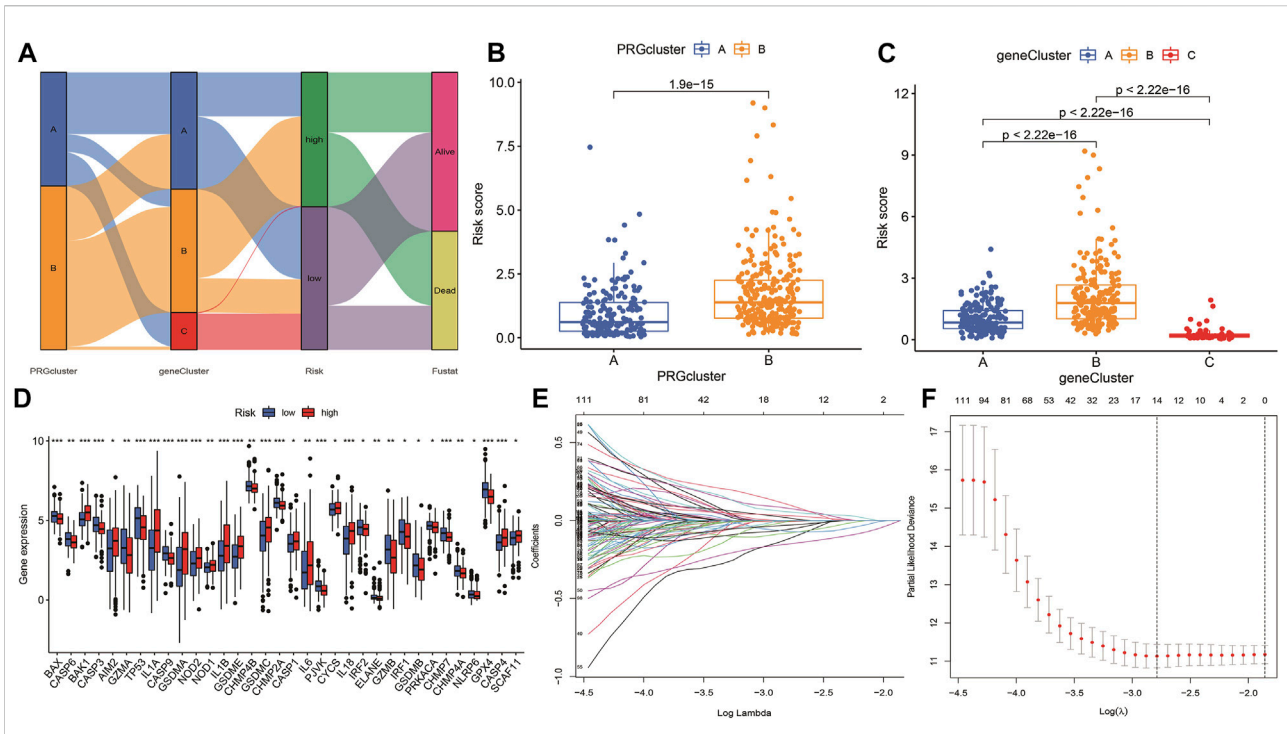 A
A
B
PRGcluster
A
B
C
geneCluster
high
low
Risk
Alive
Dead
Fustat
B
PRGcluster A B
10.0
7.5
5.0
2.5
0.0
Risk score
1.9e-15
A B
PRGcluster
C
geneCluster A B C
12
9
6
3
0
Risk score
p < 2.22e-16
p < 2.22e-16
p < 2.22e-16
A B C
geneCluster
D
Risk low high
Gene expression
10
5
0
*** ** *** *** * ** *** *** *** *** ** ** *** *** *** *** *** * ** *** *** * *** * ** ** * * * *** ** * *** *** *
BAX
CASP6
BAK1
CASP3
AIM2
GZMA
TP53
IL1A
CASP9
GSDMA
NOD2
NOD1
IL1B
GSDME
CHMP4B
GSDMC
CHMP2A
CASP1
IL6
PJVK
CYCS
IL18
IRF2
ELANE
GZMB
IRF1
GSDMB
PRKACA
CHMP7
CHMP4A
NLRP6
GPX4
CASP4
SCAF11
E
111 81 42 18 12 2
0.5
0.0
−0.5
−1.0
Coefficients
−4.5 −4.0 −3.5 −3.0 −2.5 −2.0
Log Lambda
F
111 94 81 68 53 42 32 23 17 14 12 10 4 2 0
17
16
15
14
13
12
11
Partial Likelihood Deviance
−4.5 −4.0 −3.5 −3.0 −2.5 −2.0
Log(λ)